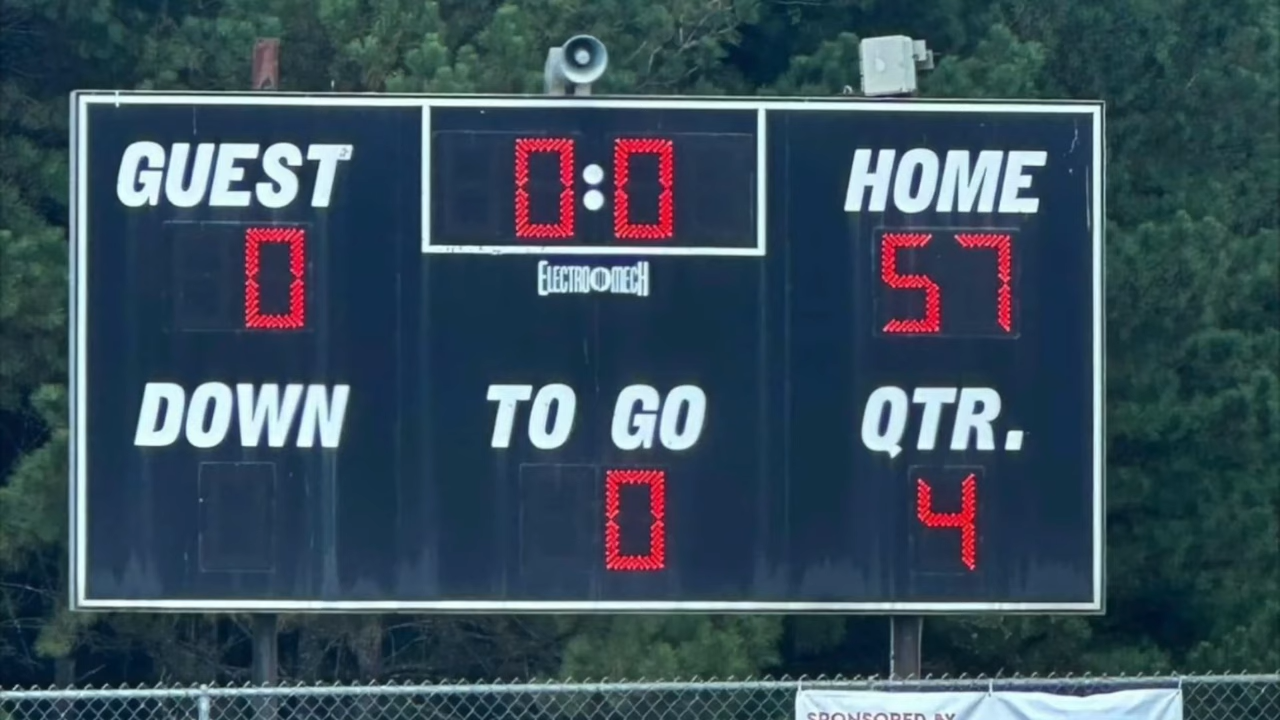 GUEST 0:0 HOME
0 57
ELECTRO MECH
DOWN TO GO QTR.
0 4
SPONSORED BY